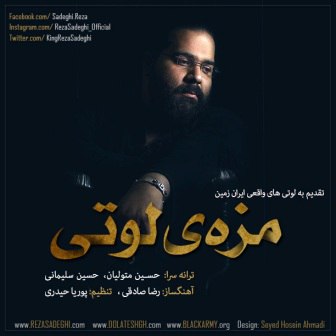 Facebook.com/ Sadeghi.Reza
Instagram.com/RezaSadeghi_Official
Twitter.com/ KingRezaSadeghi
تقدیم به لوتی های واقعی ایران زمین
مزه‌ی لوتی
ترانه سرا: حسین متولیان، حسین سلیمانی
آهنگساز: رضا صادقی ، تنظیم: پوریا حیدری
www.REZASADEGHI.com www.DOLATESHGH.com www.BLACKARMY.org Design: Sayed Hosein Ahmadi